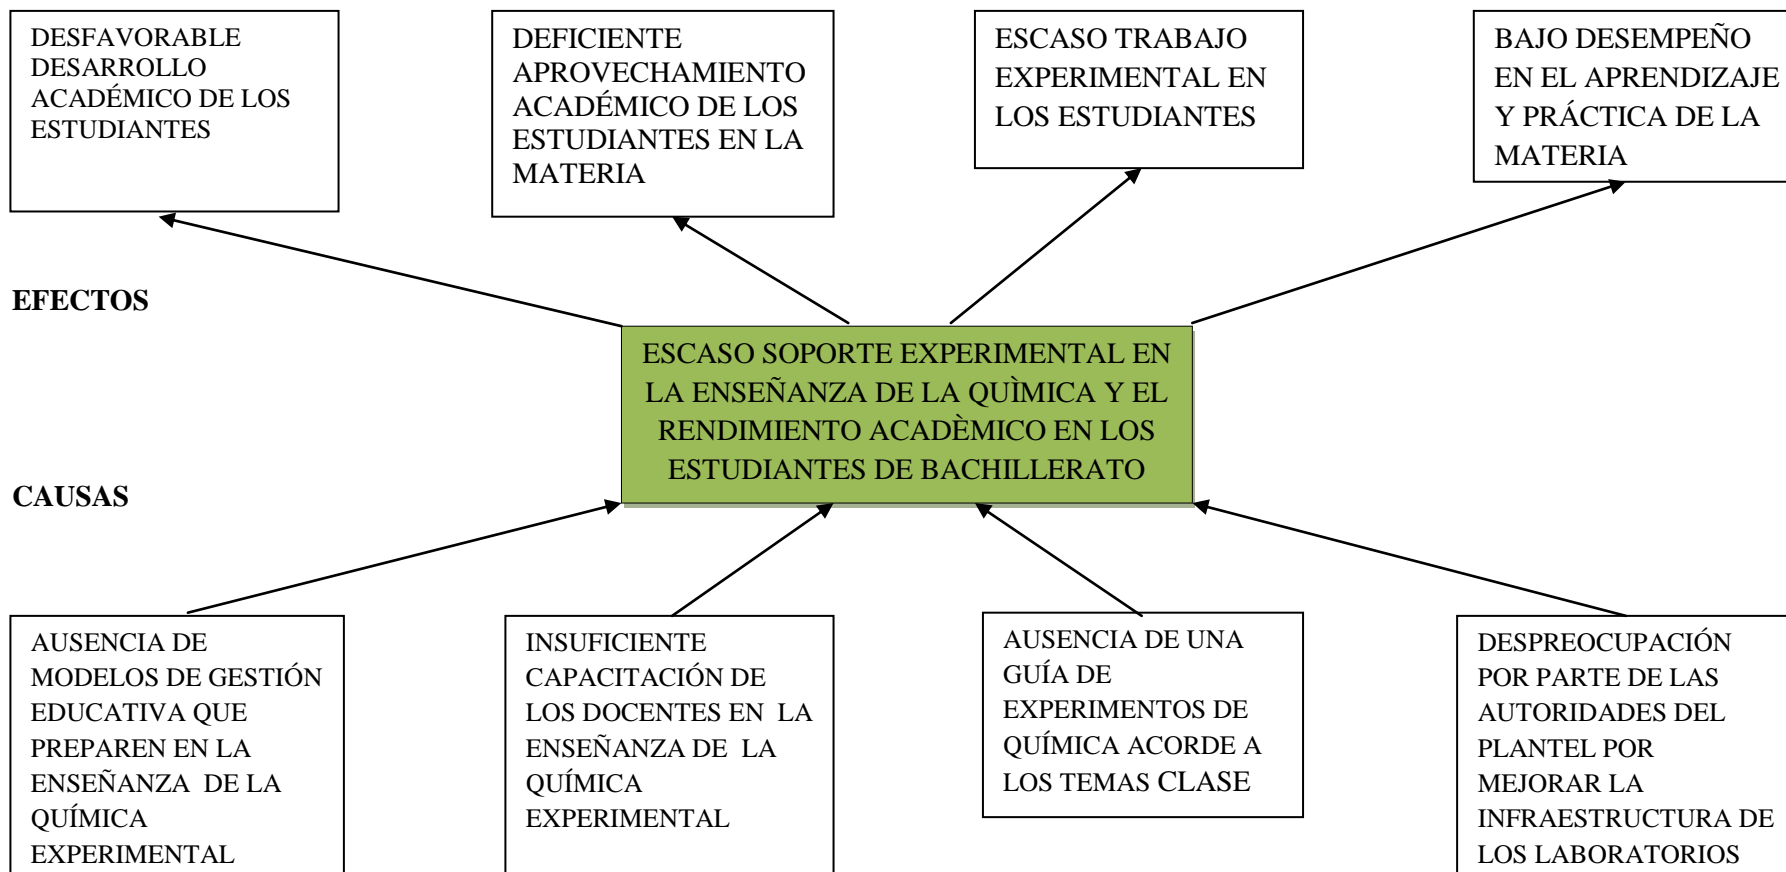 DESFAVORABLE
DESARROLLO
ACADÉMICO DE LOS
ESTUDIANTES
DEFICIENTE
APROVECHAMIENTO
ACADÉMICO DE LOS
ESTUDIANTES EN LA
MATERIA
ESCASO TRABAJO
EXPERIMENTAL EN
LOS ESTUDIANTES
BAJO DESEMPEÑO
EN EL APRENDIZAJE
Y PRÁCTICA DE LA
MATERIA
EFECTOS
ESCASO SOPORTE EXPERIMENTAL EN
LA ENSEÑANZA DE LA QUÌMICA Y EL
RENDIMIENTO ACADÈMICO EN LOS
ESTUDIANTES DE BACHILLERATO
CAUSAS
AUSENCIA DE
MODELOS DE GESTIÓN
EDUCATIVA QUE
PREPAREN EN LA
ENSEÑANZA DE LA
QUÍMICA
EXPERIMENTAL
INSUFICIENTE
CAPACITACIÓN DE
LOS DOCENTES EN LA
ENSEÑANZA DE LA
QUÍMICA
EXPERIMENTAL
AUSENCIA DE UNA
GUÍA DE
EXPERIMENTOS DE
QUÍMICA ACORDE A
LOS TEMAS CLASE
DESPREOCUPACIÓN
POR PARTE DE LAS
AUTORIDADES DEL
PLANTEL POR
MEJORAR LA
INFRAESTRUCTURA DE
LOS LABORATORIOS